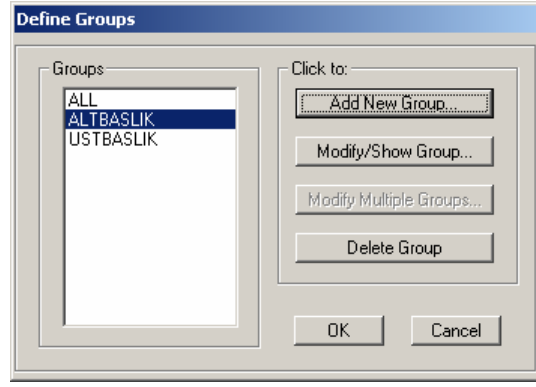 Define Groups
Groups
ALL
ALTBASLIK
USTBASLIK
Click to:
Add New Group...
Modify/Show Group...
Modify Multiple Groups...
Delete Group
OK
Cancel